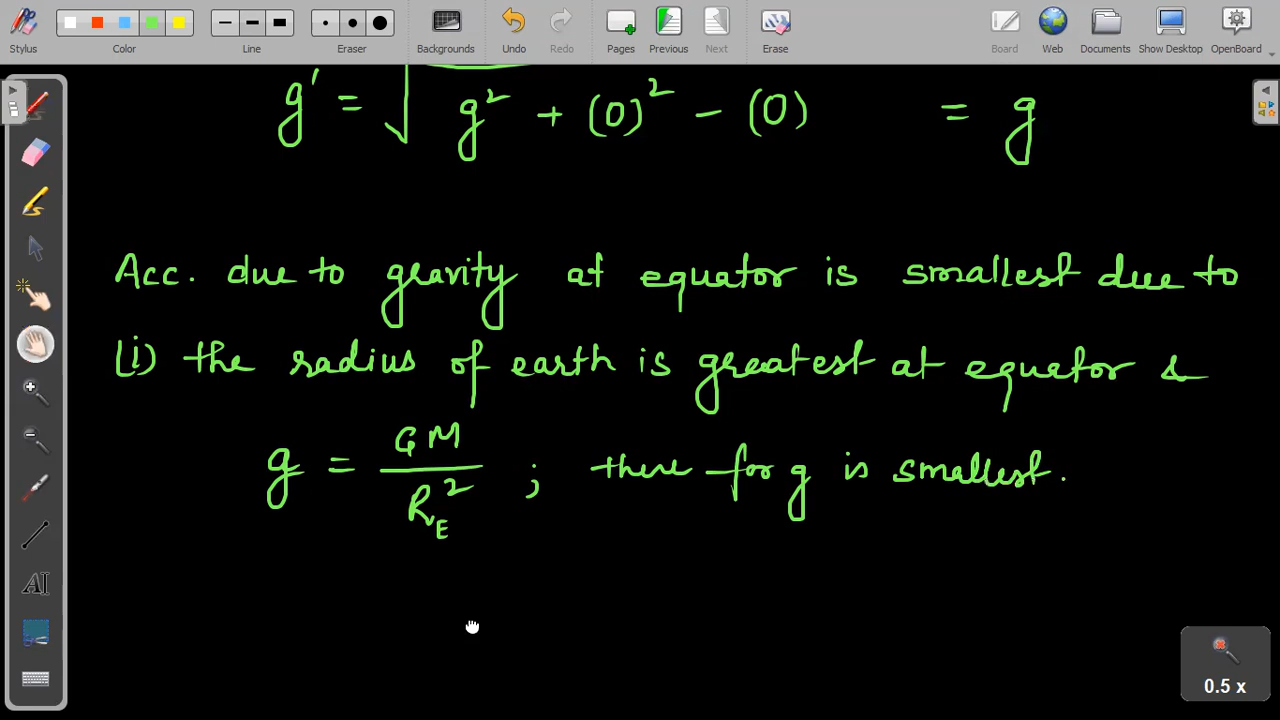 Stylus Color Line Eraser Backgrounds Undo Redo Pages Previous Next Erase Board Web Documents Show Desktop OpenBoard
g' = √ g² + (0)² - (0) = g
Acc. due to gravity at equator is smallest due to
(i) the radius of earth is greatest at equator &
g = GM / R_E² ; there for g is smallest.
0.5 x